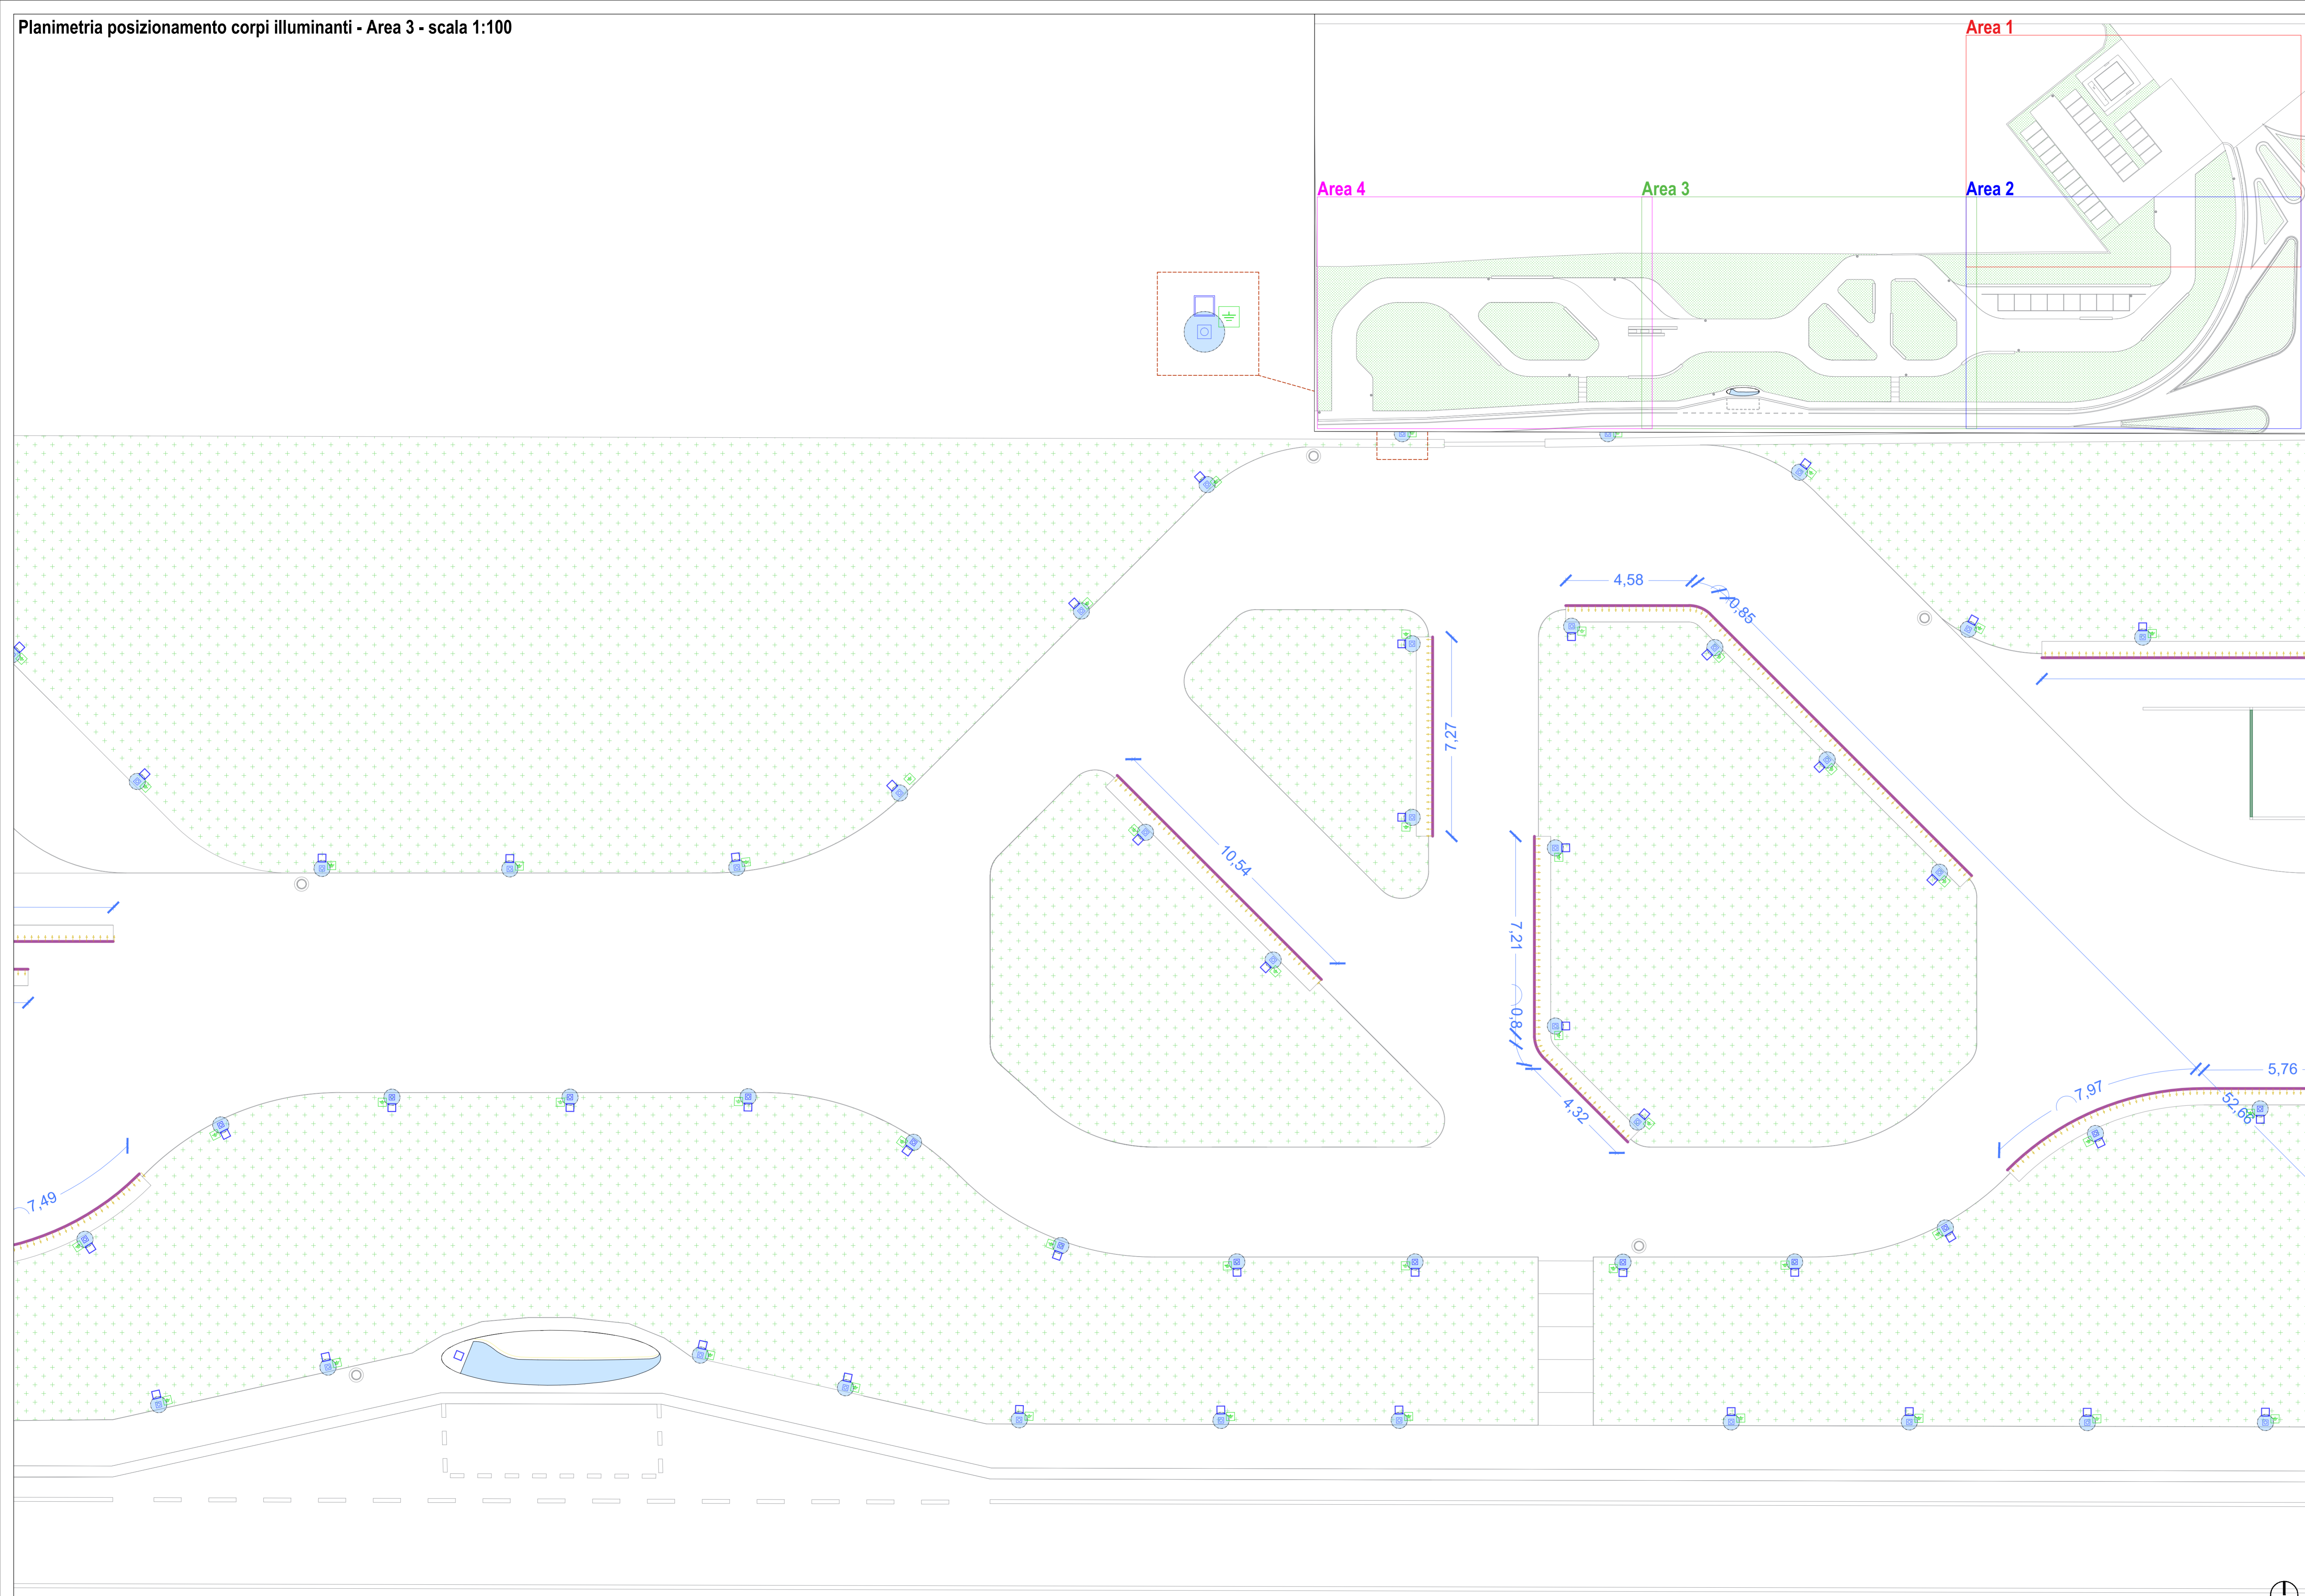 Planimetria posizionamento corpi illuminanti - Area 3 - scala 1:100
Area 1
Area 4
Area 3
Area 2
4,58
0,85
7,27
10,54
7,21
0,8
4,32
5,76
7,97
52,66
7,49